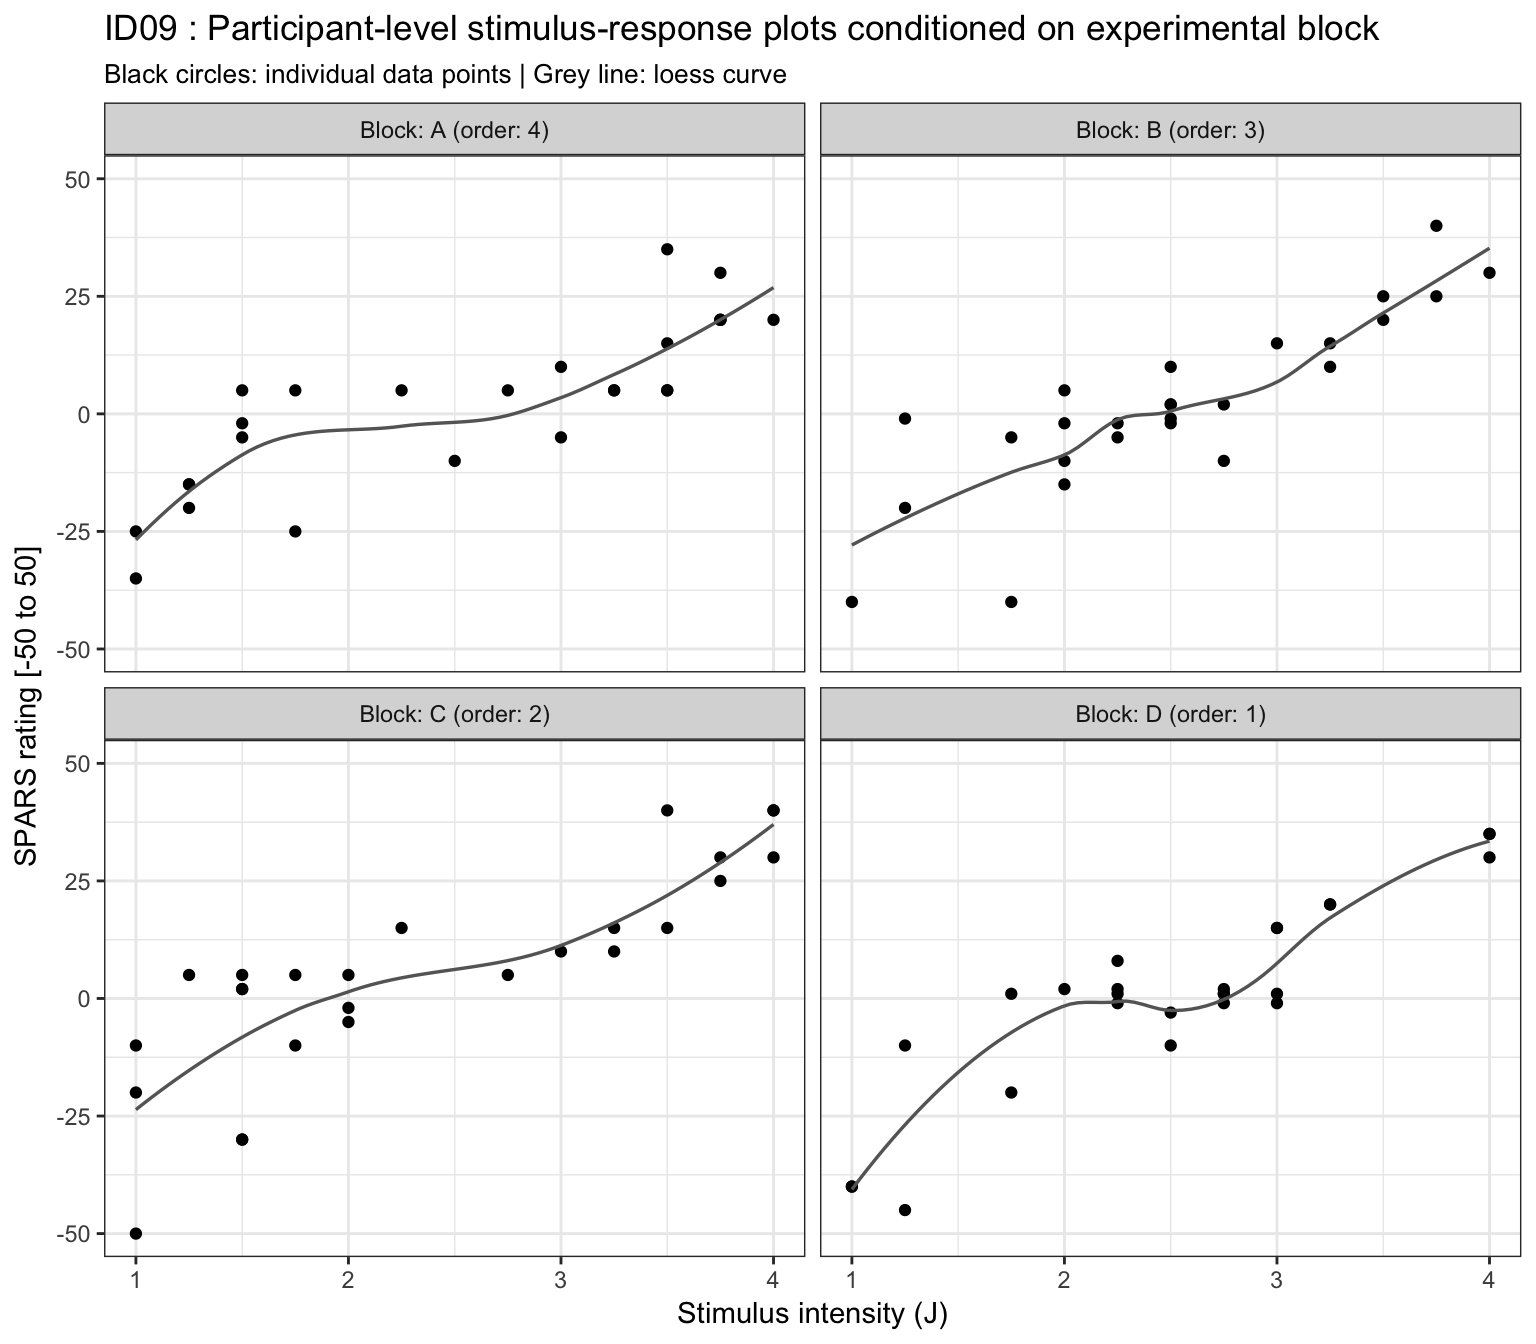 ID09 : Participant-level stimulus-response plots conditioned on experimental block
Black circles: individual data points | Grey line: loess curve
Block: A (order: 4)
Block: B (order: 3)
50
25
0
-25
-50
Block: C (order: 2)
Block: D (order: 1)
50
25
0
-25
-50
SPARS rating [-50 to 50]
1 2 3 4
1 2 3 4
Stimulus intensity (J)